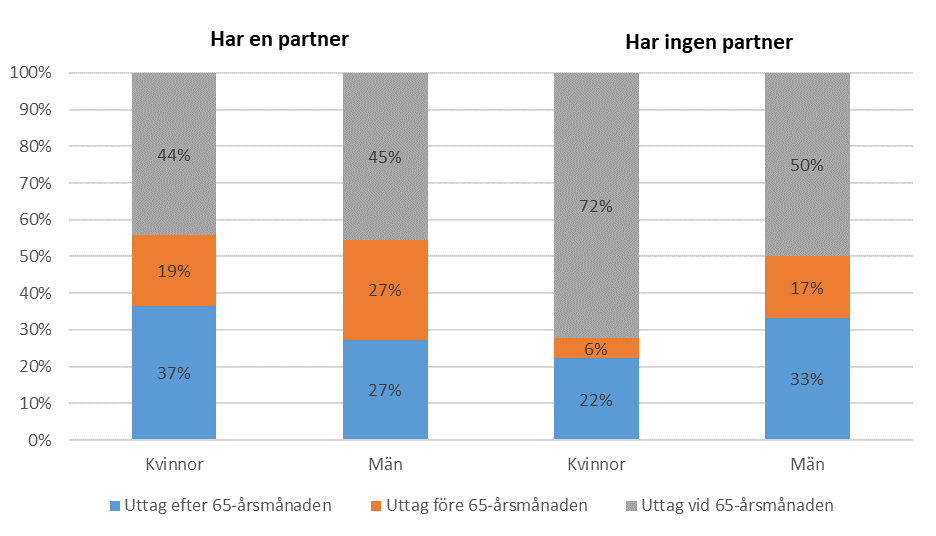 Har en partner
Har ingen partner
100%
90%
80%
70%
60%
50%
40%
30%
20%
10%
0%
44%
19%
37%
45%
27%
27%
72%
6%
22%
50%
17%
33%
Kvinnor
Män
Kvinnor
Män
Uttag efter 65-årsmånaden
Uttag före 65-årsmånaden
Uttag vid 65-årsmånaden